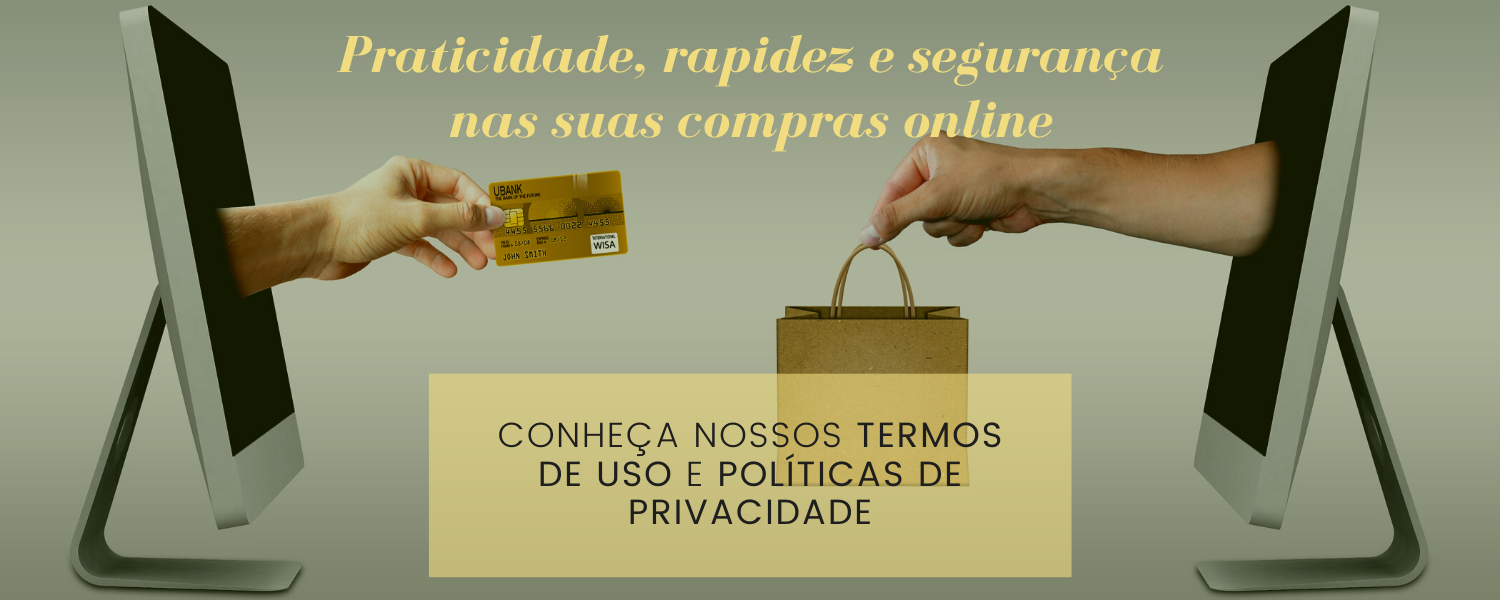 Praticidade, rapidez e segurança
nas suas compras online
UBANK
THE BANK OF THE FUTURE
4455 5566 0022 4455
JOHN SMITH
INTERNATIONAL
WISA
CONHEÇA NOSSOS TERMOS
DE USO E POLÍTICAS DE
PRIVACIDADE